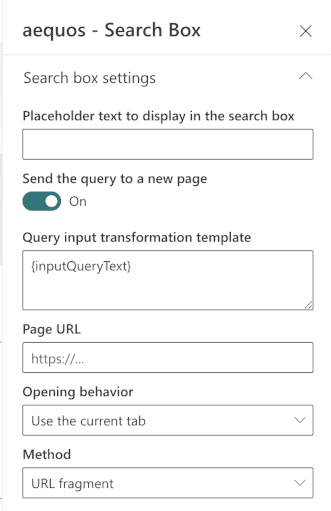 aequos - Search Box
Search box settings
Placeholder text to display in the search box
Send the query to a new page
On
Query input transformation template
{inputQueryText}
Page URL
https://...
Opening behavior
Use the current tab
Method
URL fragment